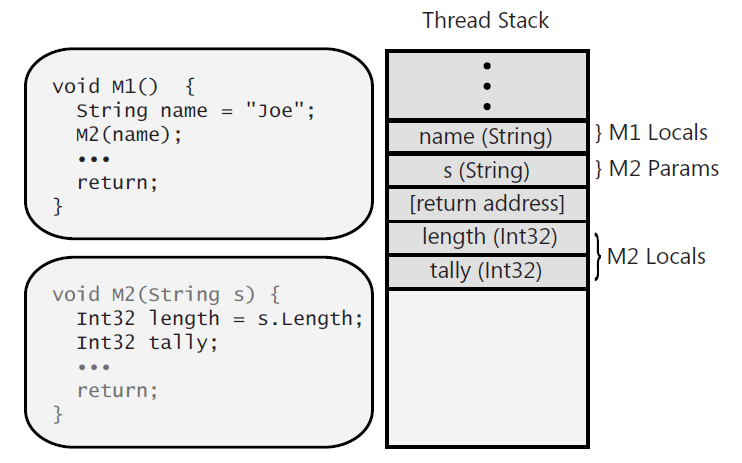 Thread Stack
void M1()  {
  String name = "Joe";
  M2(name);
  •••
  return;
}
void M2(String s) {
  Int32 length = s.Length;
  Int32 tally;
  •••
  return;
}
name (String)
} M1 Locals
s (String)
} M2 Params
[return address]
length (Int32)
tally (Int32)
} M2 Locals